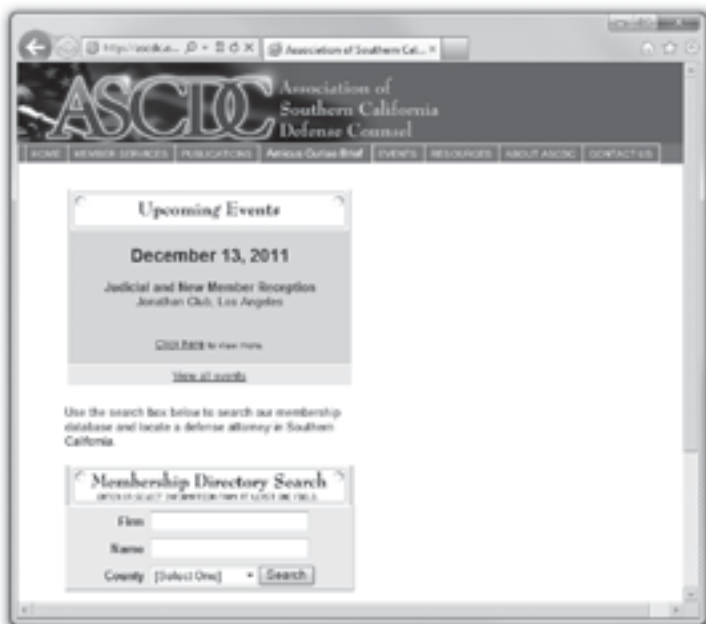 Association of Southern Cal...
ASCDC
Association of
Southern California
Defense Counsel
HOME MEMBER SERVICES PUBLICATIONS Amicus Curiae Brief EVENTS RESOURCES ABOUT ASCDC CONTACT US
Upcoming Events
December 13, 2011
Judicial and New Member Reception
Jonathan Club, Los Angeles
Click here to view more.
View all events
Use the search box below to search our membership
database and locate a defense attorney in Southern
California.
Membership Directory Search
Firm
Name
County [Select One] Search